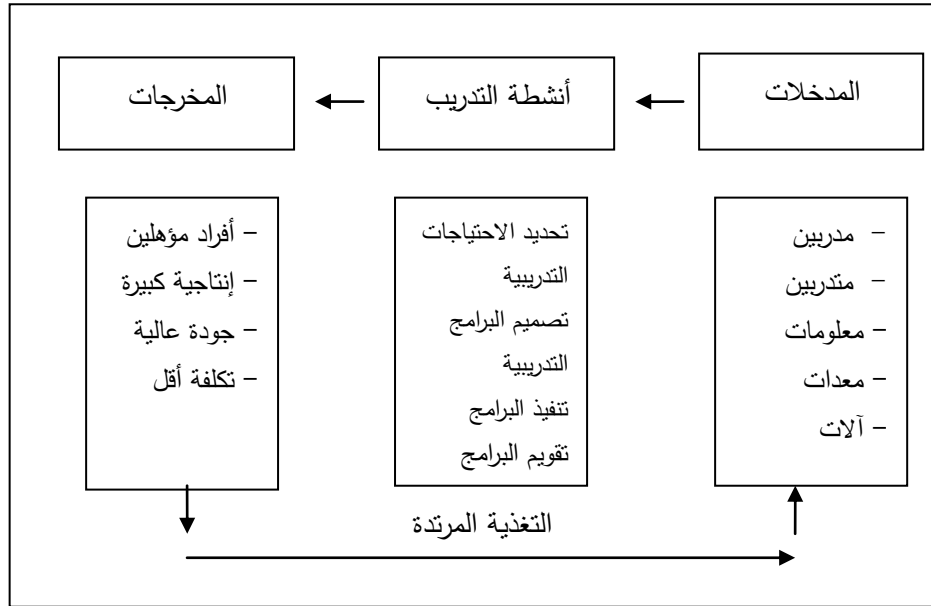 المدخلات
أنشطة التدريب
المخرجات
– مدربين
– متدربين
– معلومات
– معدات
– آلات
تحديد الاحتياجات
التدريبية
تصميم البرامج
التدريبية
تنفيذ البرامج
تقويم البرامج
– أفراد مؤهلين
– إنتاجية كبيرة
– جودة عالية
– تكلفة أقل
التغذية المرتدة